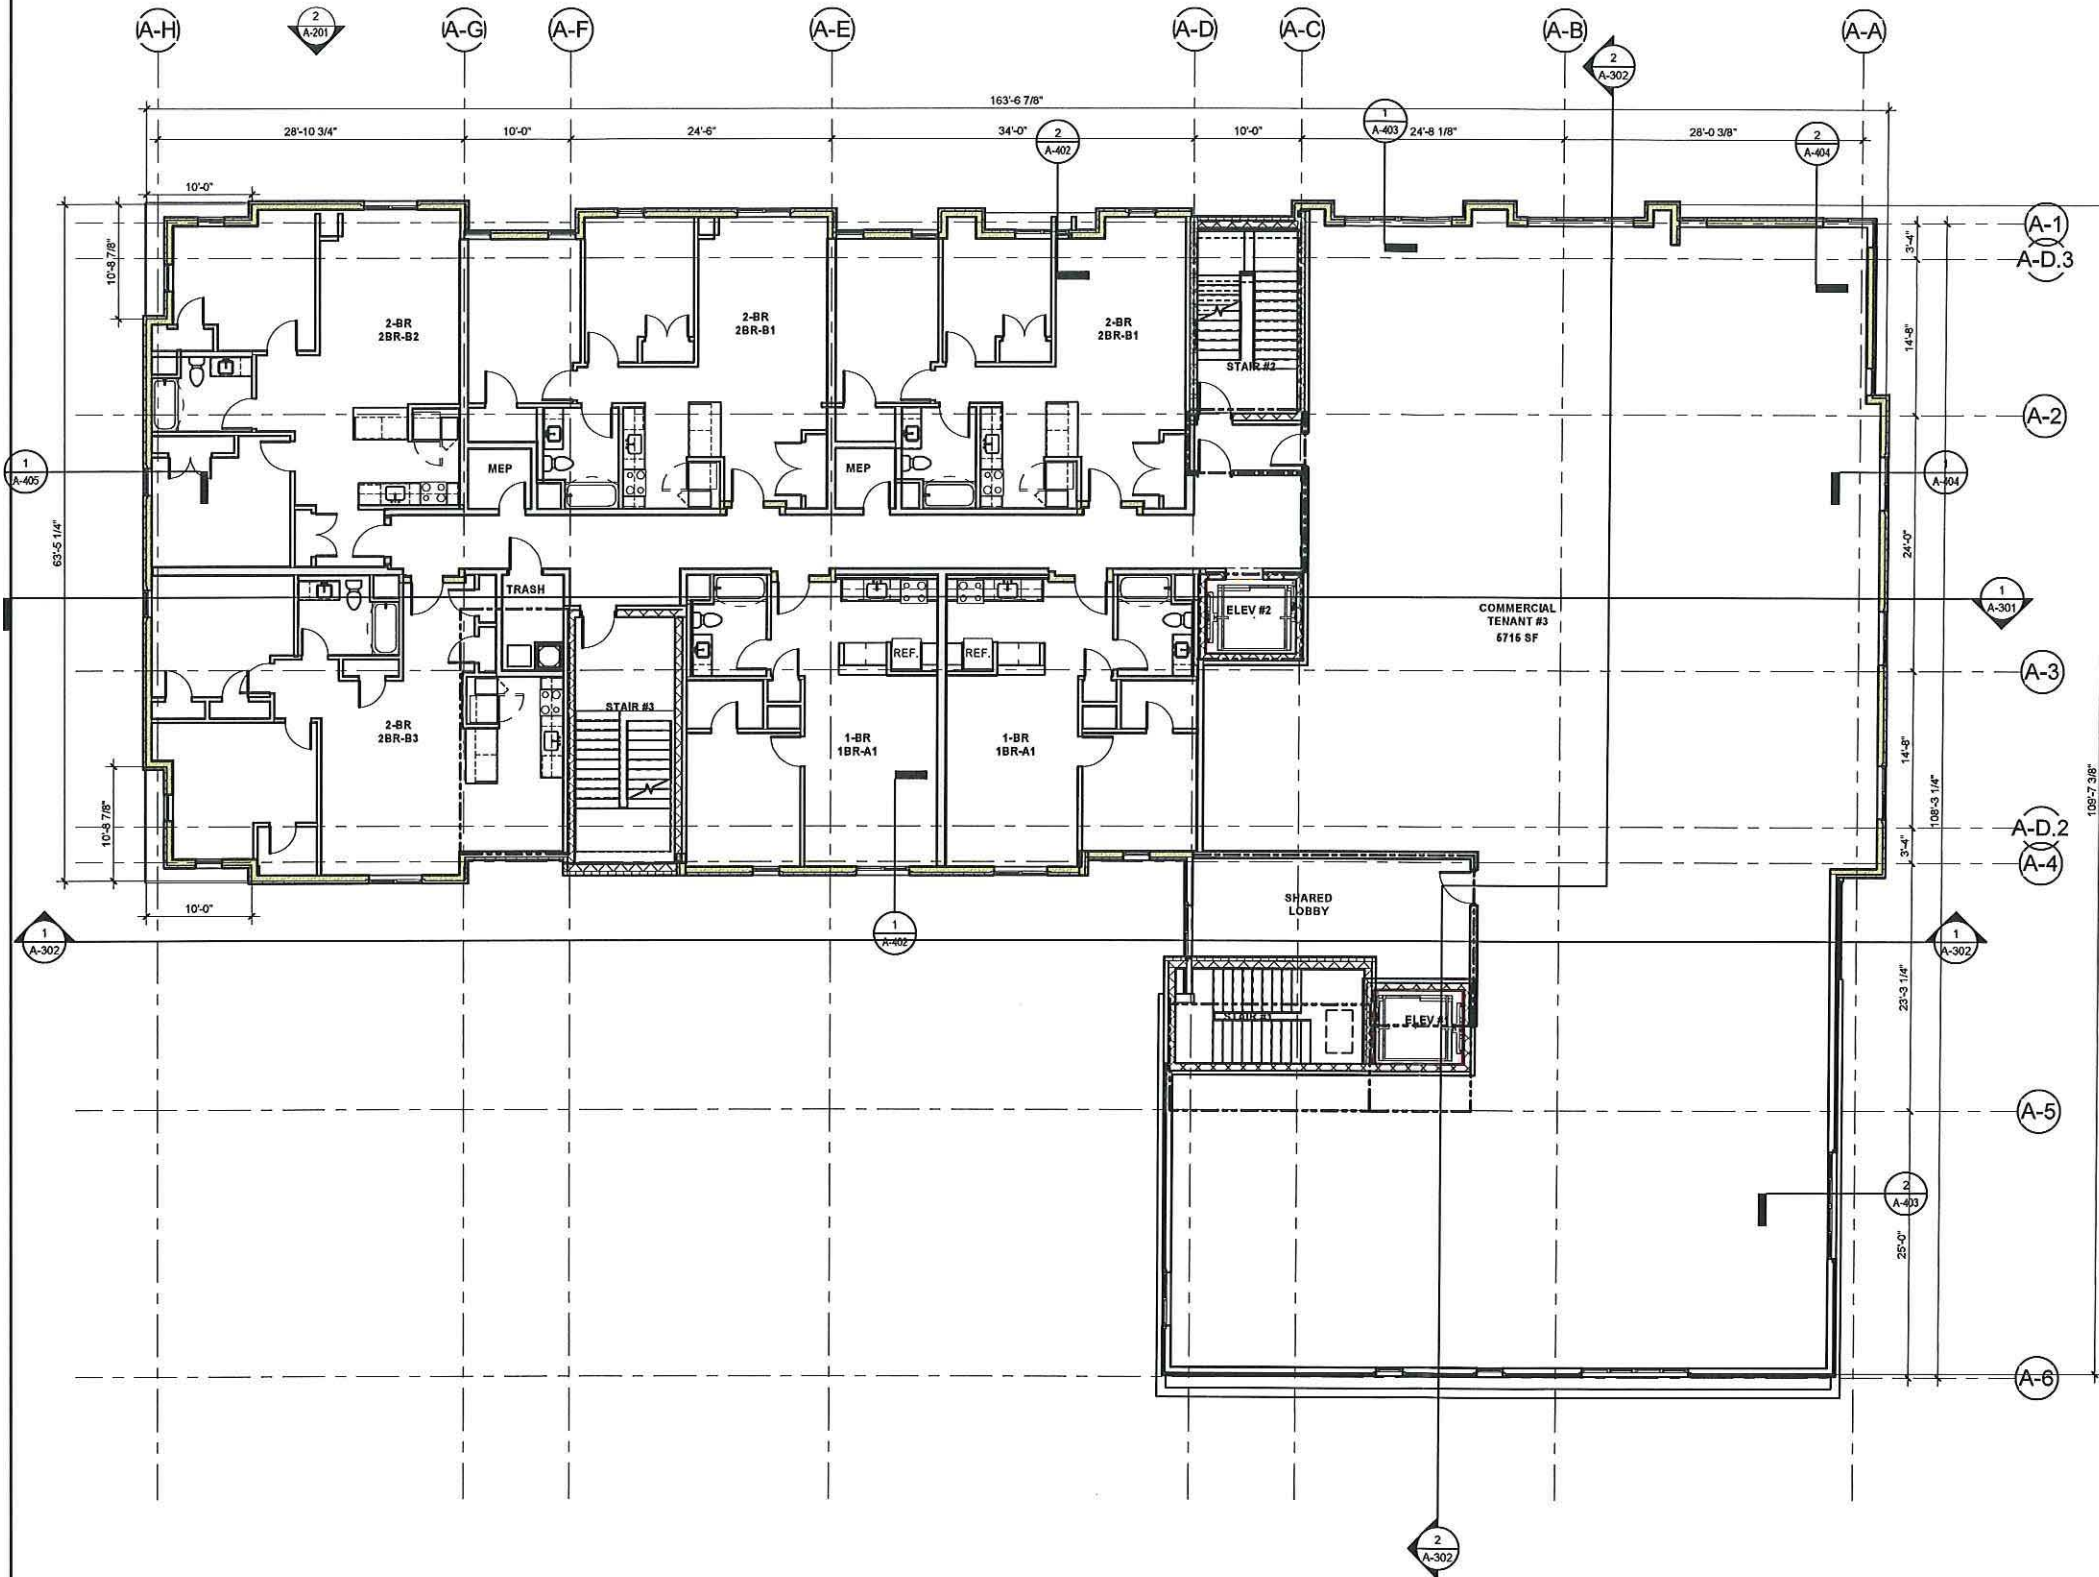 A-H
2
A-201
A-G
A-F
A-E
A-D
A-C
A-B
A-A
2
A-302
163'-6 7/8"
28'-10 3/4"
10'-0"
24'-6"
34'-0"
10'-0"
24'-8 1/8"
28'-0 3/8"
2
A-402
1
A-403
2
A-404
10'-0"
10'-8 7/8"
63'-5 1/4"
2-BR
2BR-B2
2-BR
2BR-B1
2-BR
2BR-B1
STAIR #2
A-1
A-D.3
3'-4"
14'-8"
A-2
1
A-405
MEP
MEP
1
A-404
24'-0"
TRASH
ELEV #2
COMMERCIAL
TENANT #3
1
A-301
REF.
REF.
A-3
STAIR #3
2-BR
2BR-B3
1-BR
1BR-A1
1-BR
1BR-A1
14'-8"
108'-3 1/4"
109'-7 3/8"
10'-8 7/8"
A-D.2
3'-4"
A-4
10'-0"
SHARED
LOBBY
1
A-302
1
A-402
1
A-302
23'-3 1/4"
STAIR #1
ELEV #1
A-5
2
A-403
25'-0"
A-6
2
A-302